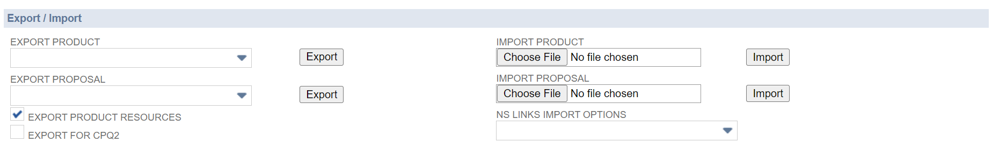 Export / Import
EXPORT PRODUCT
Export
EXPORT PROPOSAL
Export
EXPORT PRODUCT RESOURCES
EXPORT FOR CPQ2
IMPORT PRODUCT
Choose File No file chosen
Import
IMPORT PROPOSAL
Choose File No file chosen
Import
NS LINKS IMPORT OPTIONS